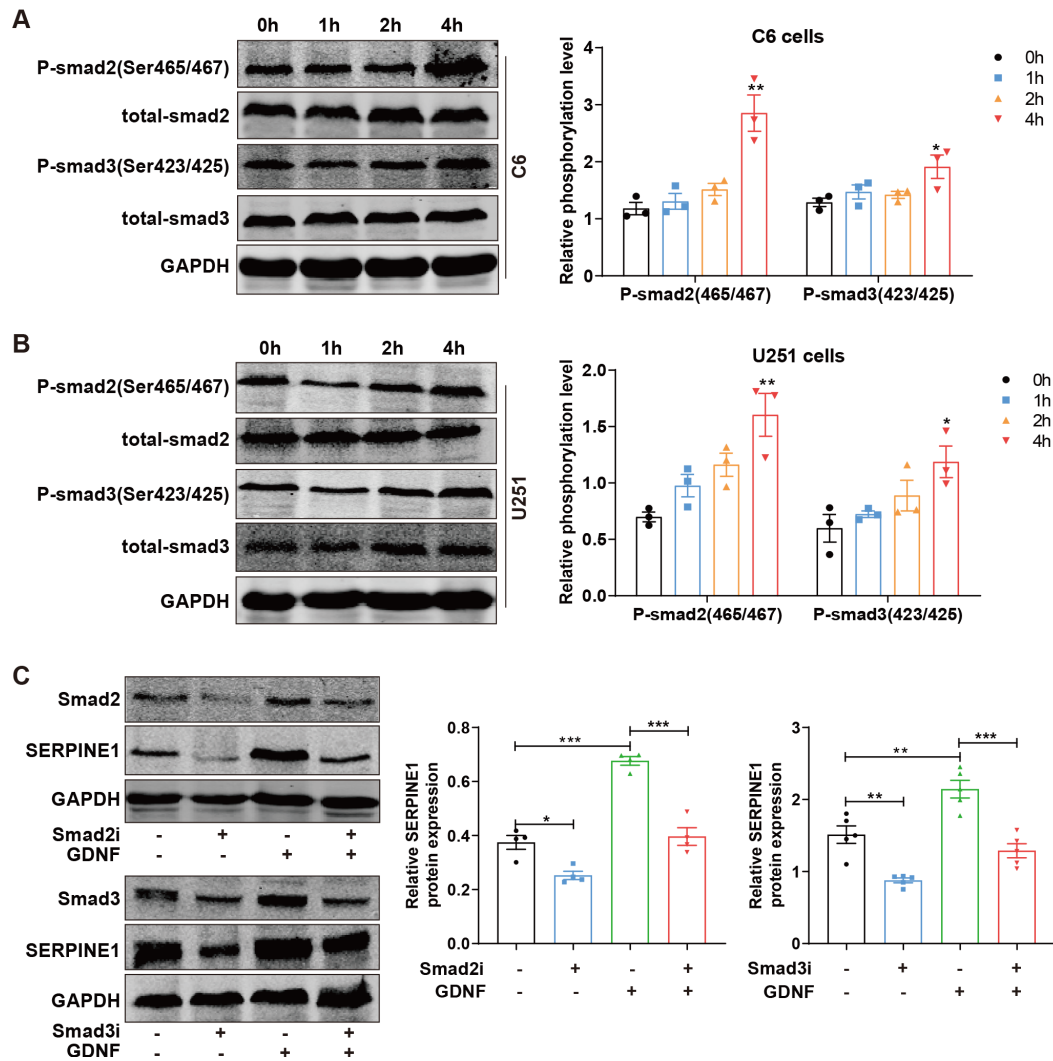 A
0h 1h 2h 4h
P-smad2(Ser465/467)
total-smad2
P-smad3(Ser423/425)
total-smad3
GAPDH
C6
C6 cells
Relative phosphorylation level
4
3
2
1
0
** *
P-smad2(465/467) P-smad3(423/425)
0h
1h
2h
4h
B
0h 1h 2h 4h
P-smad2(Ser465/467)
total-smad2
P-smad3(Ser423/425)
total-smad3
GAPDH
U251
U251 cells
Relative phosphorylation level
2.0
1.5
1.0
0.5
0.0
** *
P-smad2(465/467) P-smad3(423/425)
0h
1h
2h
4h
C
Smad2
SERPINE1
GAPDH
Smad2i - + - +
GDNF - - + +
Smad3
SERPINE1
GAPDH
Smad3i - + - +
GDNF - - + +
Relative SERPINE1
protein expression
0.8
0.6
0.4
0.2
0.0
***
***
*
Smad2i - + - +
GDNF - - + +
Relative SERPINE1
protein expression
3
2
1
0
***
**
**
Smad3i - + - +
GDNF - - + +